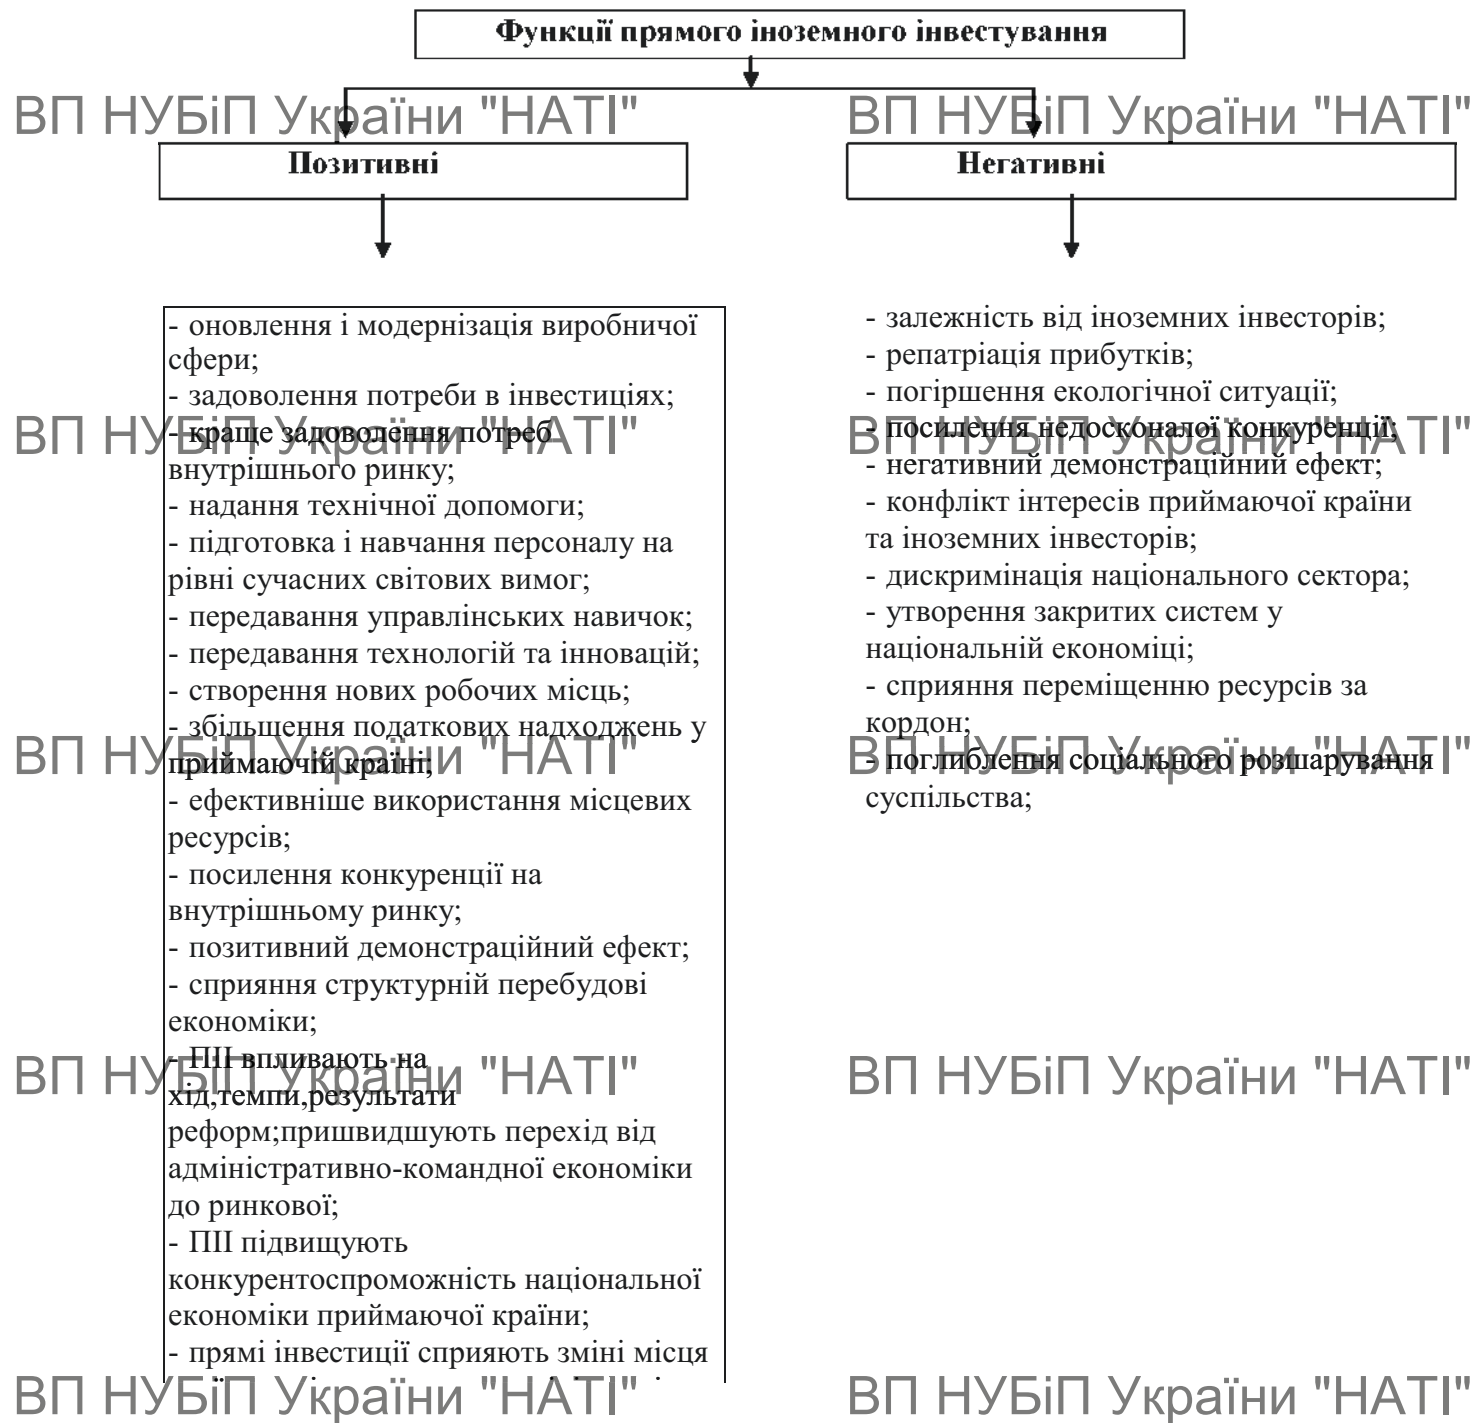 Функції прямого іноземного інвестування
ВП НУБіП України "НАТІ"
ВП НУБіП України "НАТІ"
Позитивні
Негативні
- оновлення і модернізація виробничої
сфери;
- задоволення потреби в інвестиціях;
- краще задоволення потреб
внутрішнього ринку;
- надання технічної допомоги;
- підготовка і навчання персоналу на
рівні сучасних світових вимог;
- передавання управлінських навичок;
- передавання технологій та інновацій;
- створення нових робочих місць;
- збільшення податкових надходжень у
приймаючій країні;
- ефективніше використання місцевих
ресурсів;
- посилення конкуренції на
внутрішньому ринку;
- позитивний демонстраційний ефект;
- сприяння структурній перебудові
економіки;
- ПІІ впливають на
хід,темпи,результати
реформ;пришвидшують перехід від
адміністративно-командної економіки
до ринкової;
- ПІІ підвищують
конкурентоспроможність національної
економіки приймаючої країни;
- прямі інвестиції сприяють зміні місця
- залежність від іноземних інвесторів;
- репатріація прибутків;
- погіршення екологічної ситуації;
- посилення недосконалої конкуренції;
- негативний демонстраційний ефект;
- конфлікт інтересів приймаючої країни
та іноземних інвесторів;
- дискримінація національного сектора;
- утворення закритих систем у
національній економіці;
- сприяння переміщенню ресурсів за
кордон;
- поглиблення соціального розшарування
суспільства;
ВП НУБіП України "НАТІ"
ВП НУБіП України "НАТІ"
ВП НУБіП України "НАТІ"
ВП НУБіП України "НАТІ"
ВП НУБіП України "НАТІ"
ВП НУБіП України "НАТІ"
ВП НУБіП України "НАТІ"
ВП НУБіП України "НАТІ"